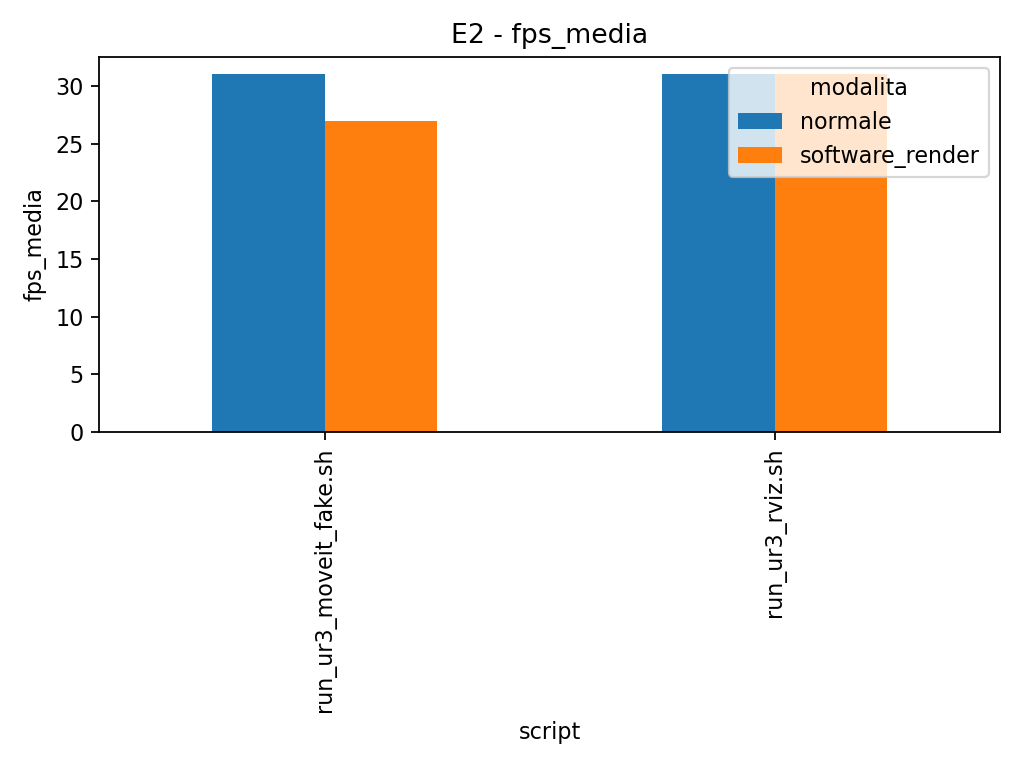 E2 - fps_media
modalita
normale
software_render
fps_media
30
25
20
15
10
5
0
run_ur3_moveit_fake.sh
run_ur3_rviz.sh
script